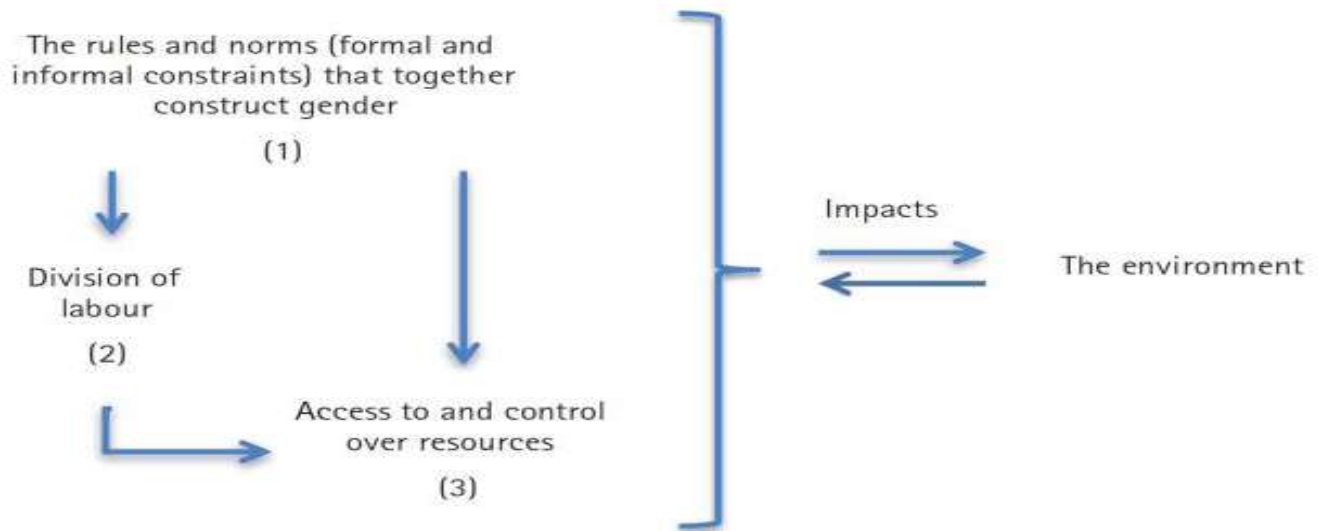 The rules and norms (formal and
informal constraints) that together
construct gender
(1)
Impacts
Division of
labour
(2)
The environment
Access to and control
over resources
(3)